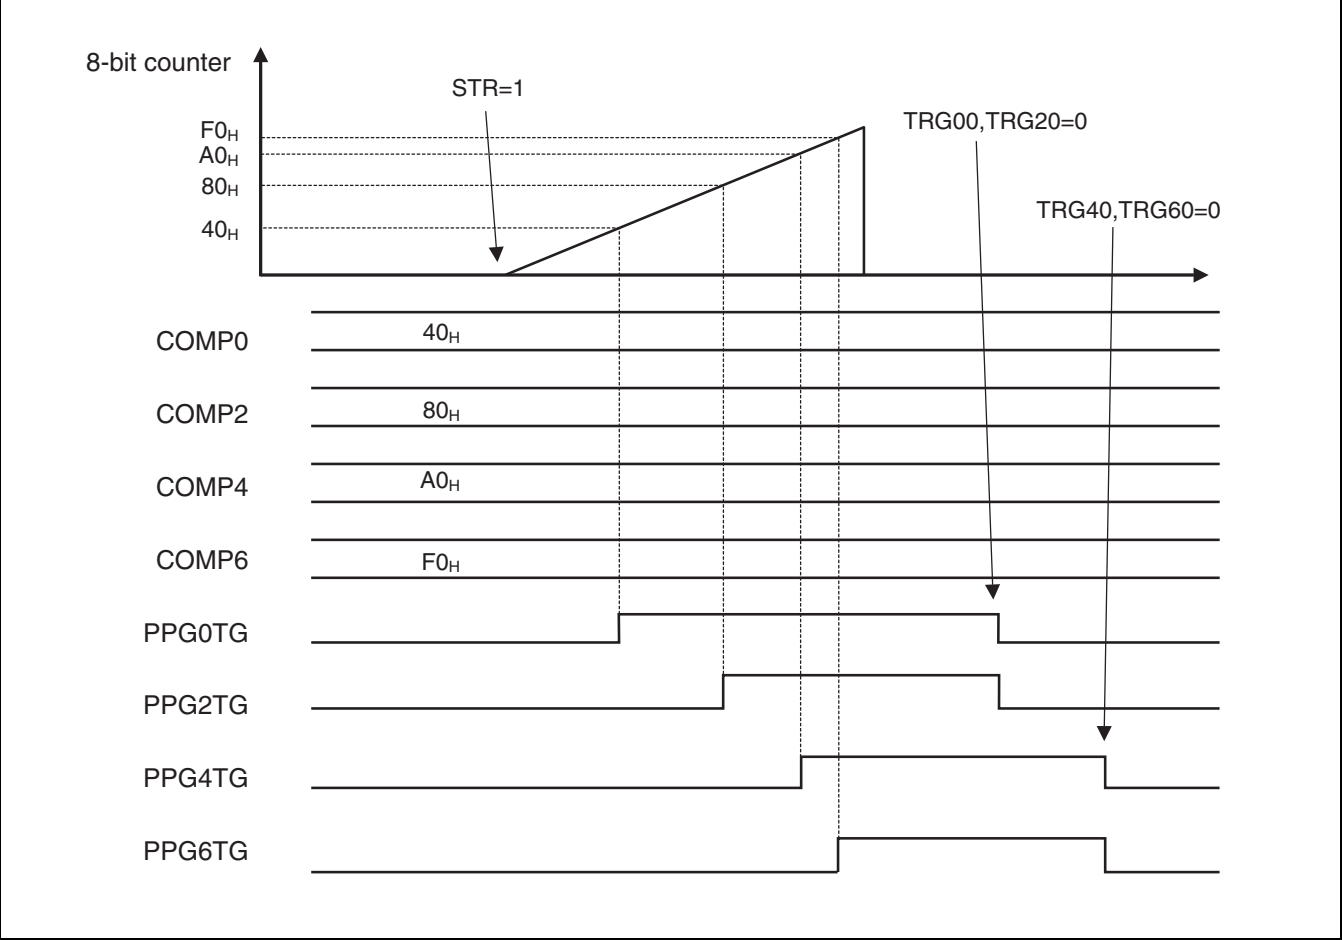 8-bit counter
STR=1
TRG00,TRG20=0
F0H
A0H
80H
40H
TRG40,TRG60=0
COMP0 40H
COMP2 80H
COMP4 A0H
COMP6 F0H
PPG0TG
PPG2TG
PPG4TG
PPG6TG